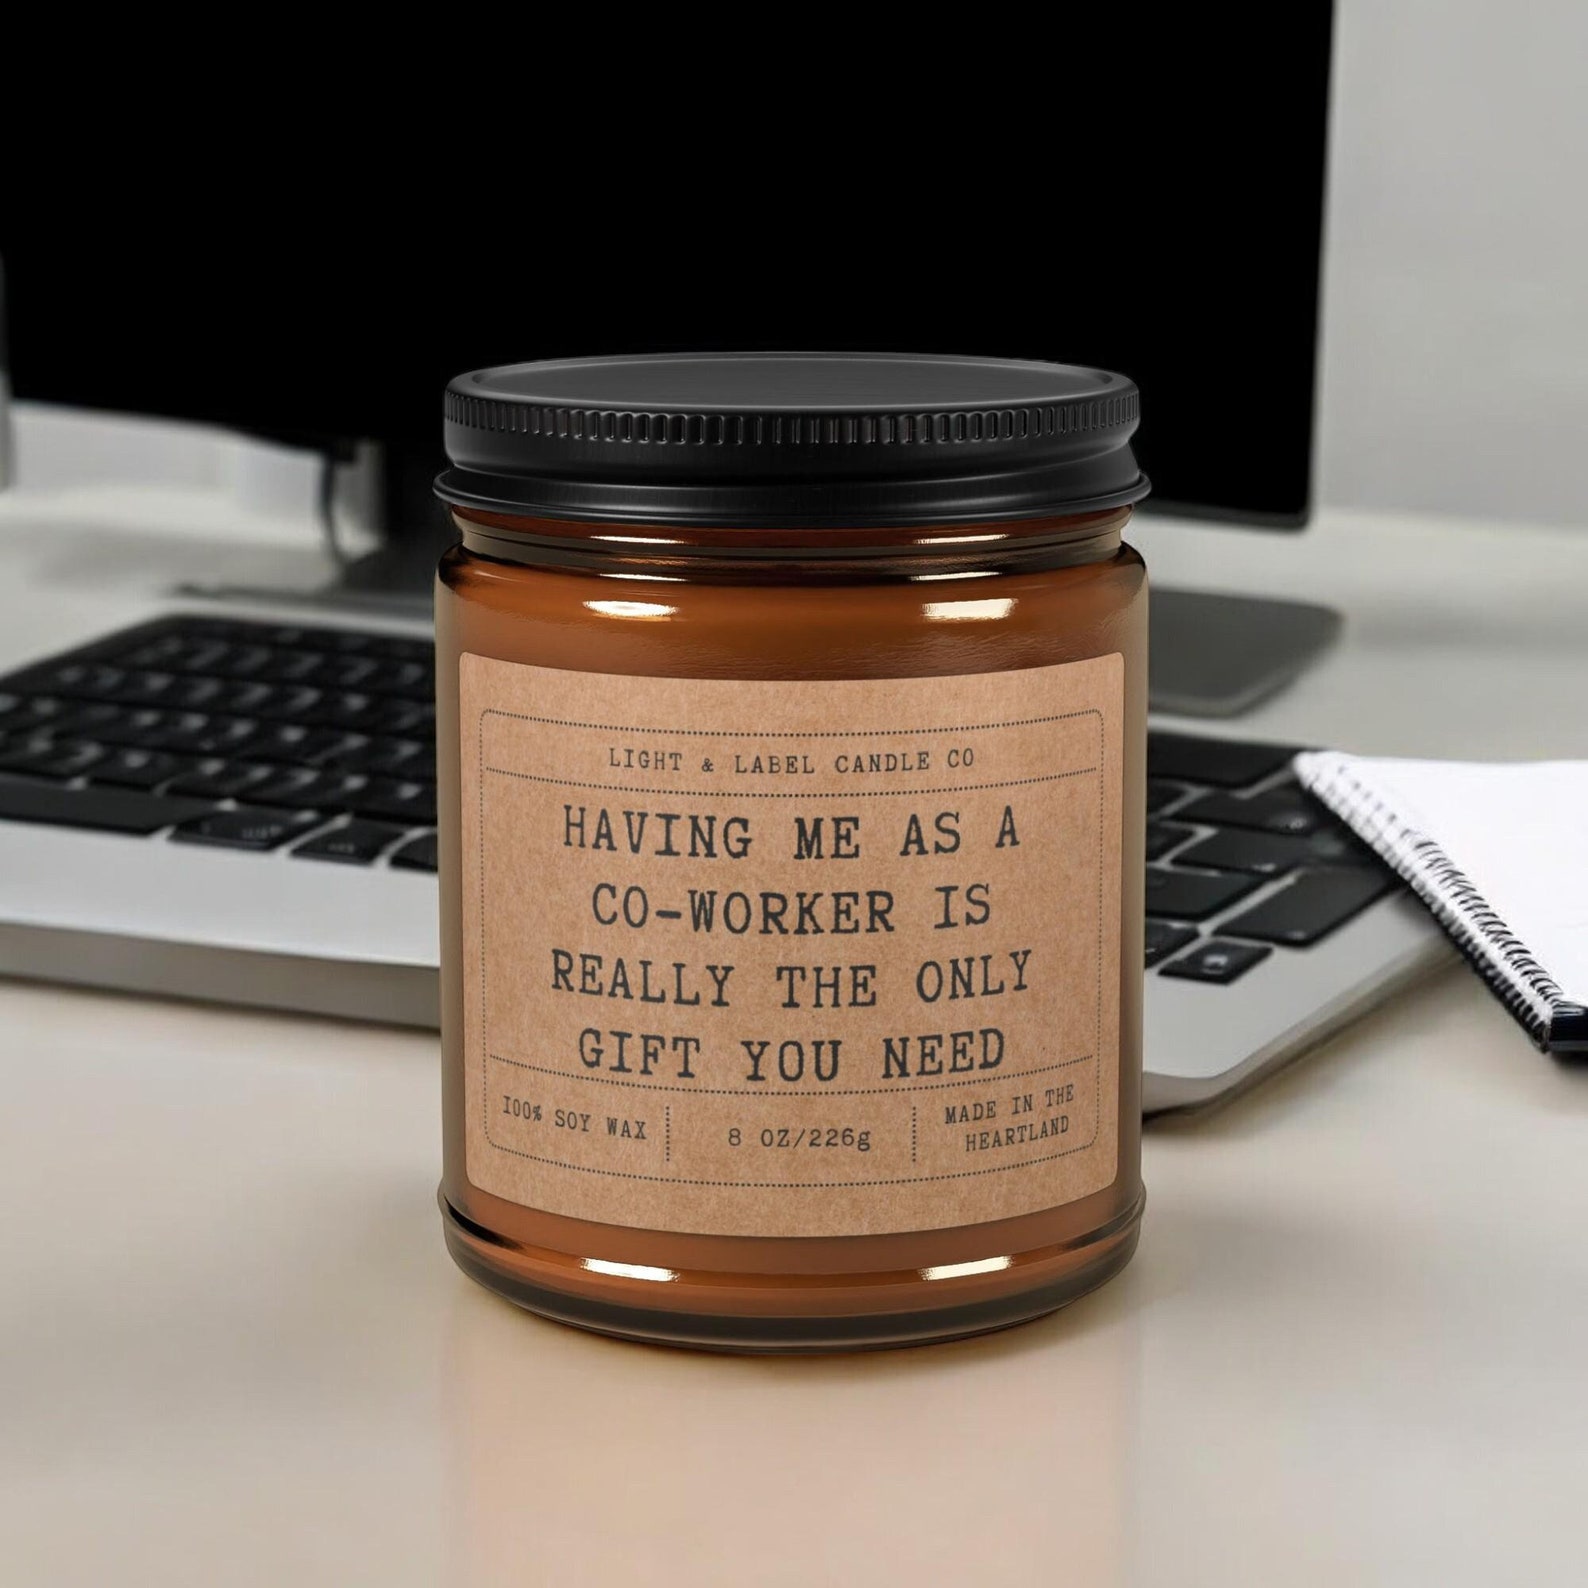 LIGHT & LABEL CANDLE CO
HAVING ME AS A
CO-WORKER IS
REALLY THE ONLY
GIFT YOU NEED
100% SOY WAX
8 OZ/226g
MADE IN THE
HEARTLAND